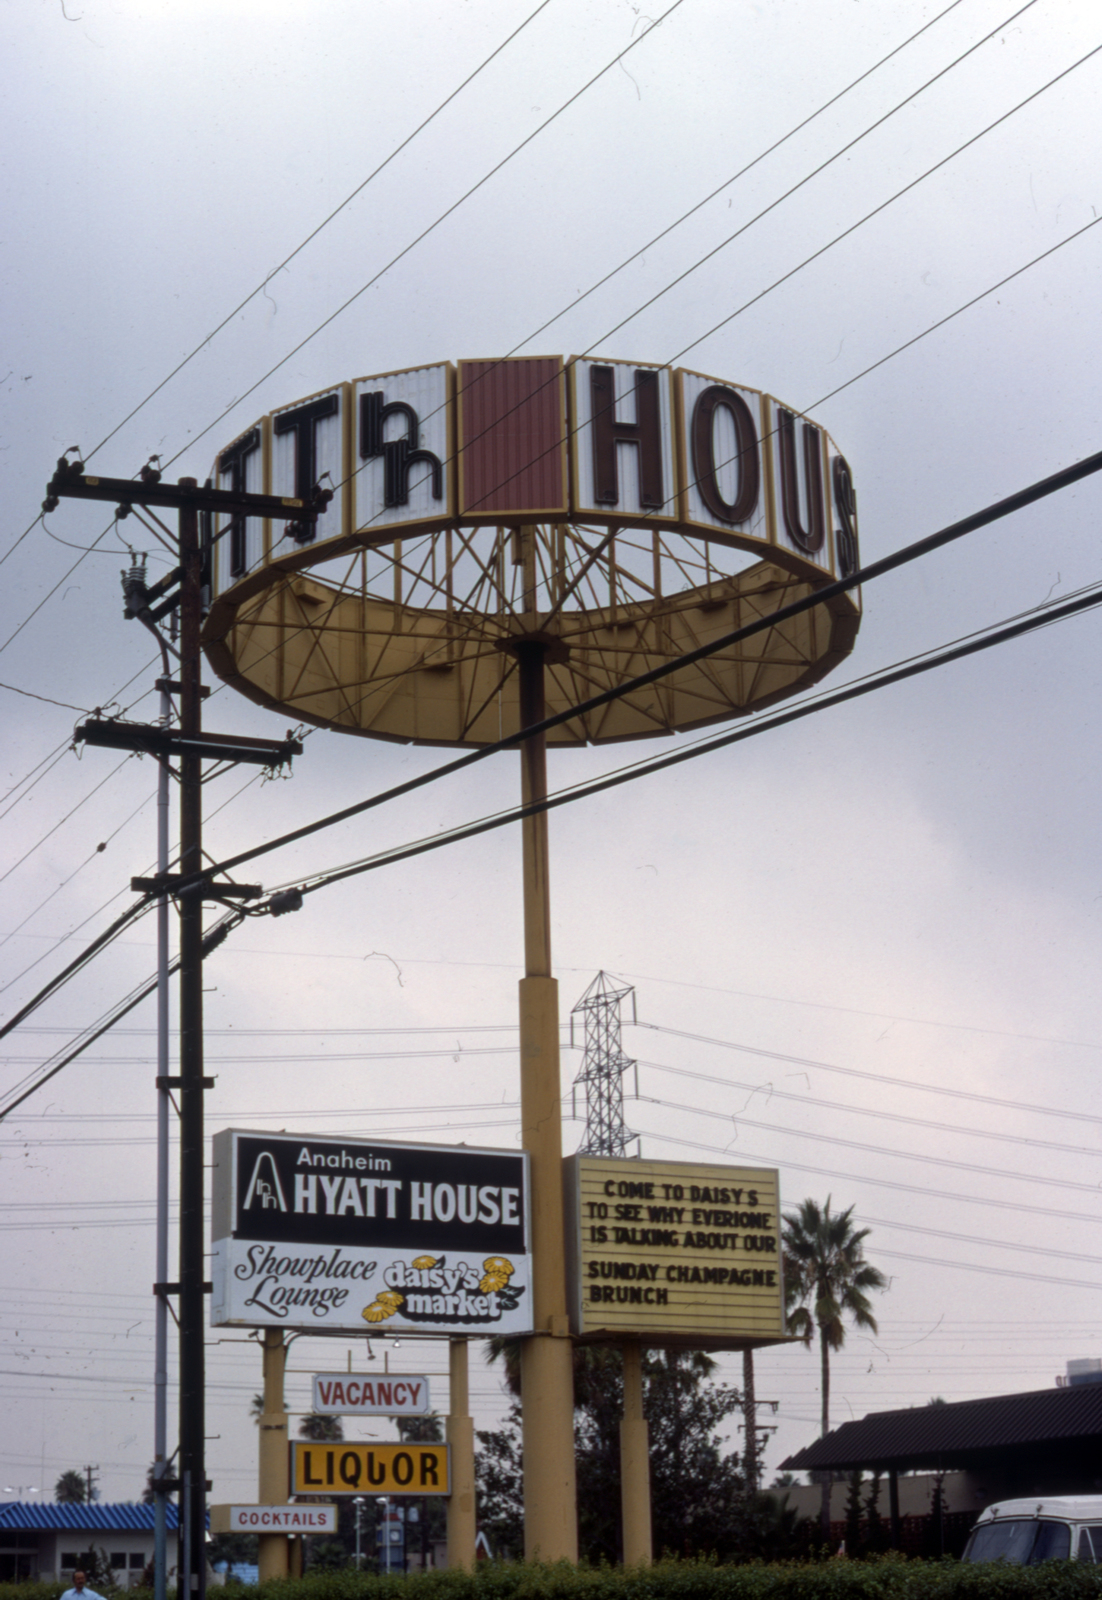 TT
HOUS
Anaheim
HYATT HOUSE
Showplace
Lounge
daisy's
market
COME TO DAISY'S
TO SEE WHY EVERIONE
IS TALKING ABOUT OUR
SUNDAY CHAMPAGNE
BRUNCH
VACANCY
LIQUOR
COCKTAILS